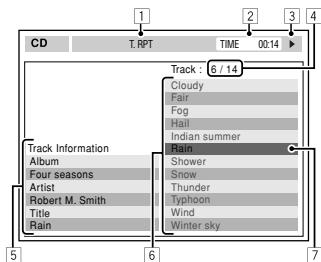 1 2 3 4
CD T. RPT TIME 00:14
Track : 6 / 14
Cloudy
Fair
Fog
Hail
Indian summer
Rain
Shower
Snow
Thunder
Typhoon
Wind
Winter sky
Track Information
Album
Four seasons
Artist
Robert M. Smith
Title
Rain
5 6 7